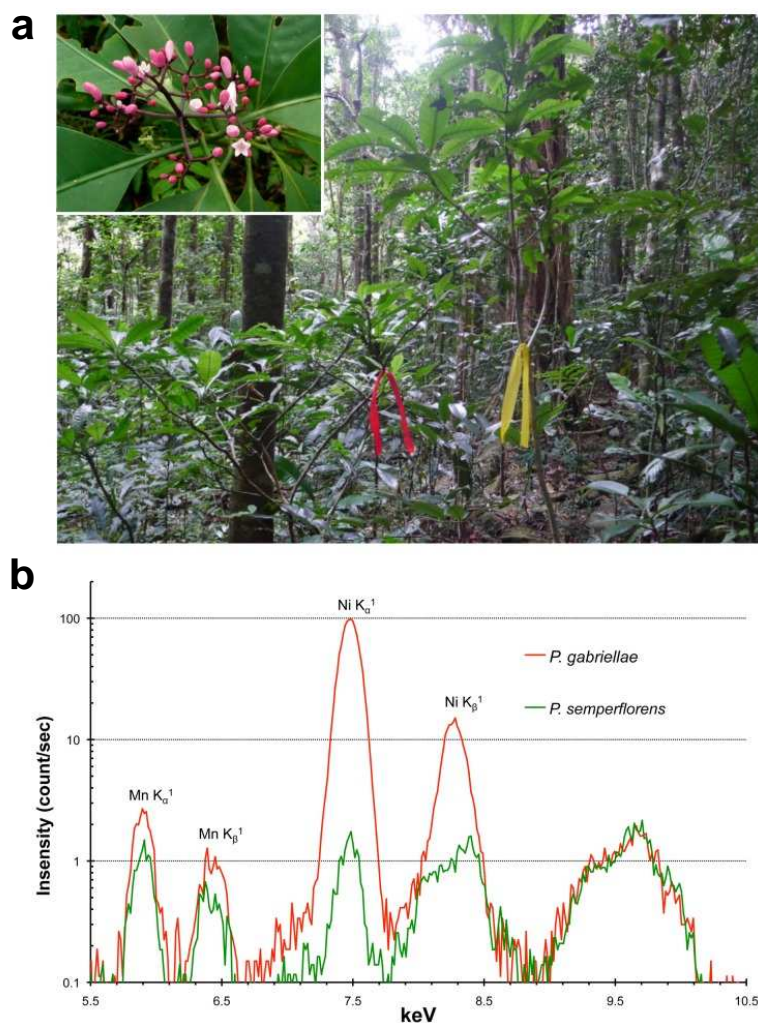 a
b
Ni Kα1
100
P. gabriellae
Ni Kβ1
P. semperflorens
10
Mn Kα1
Mn Kβ1
1
0.1
Insensity (count/sec)
5.5 6.5 7.5 8.5 9.5 10.5
keV